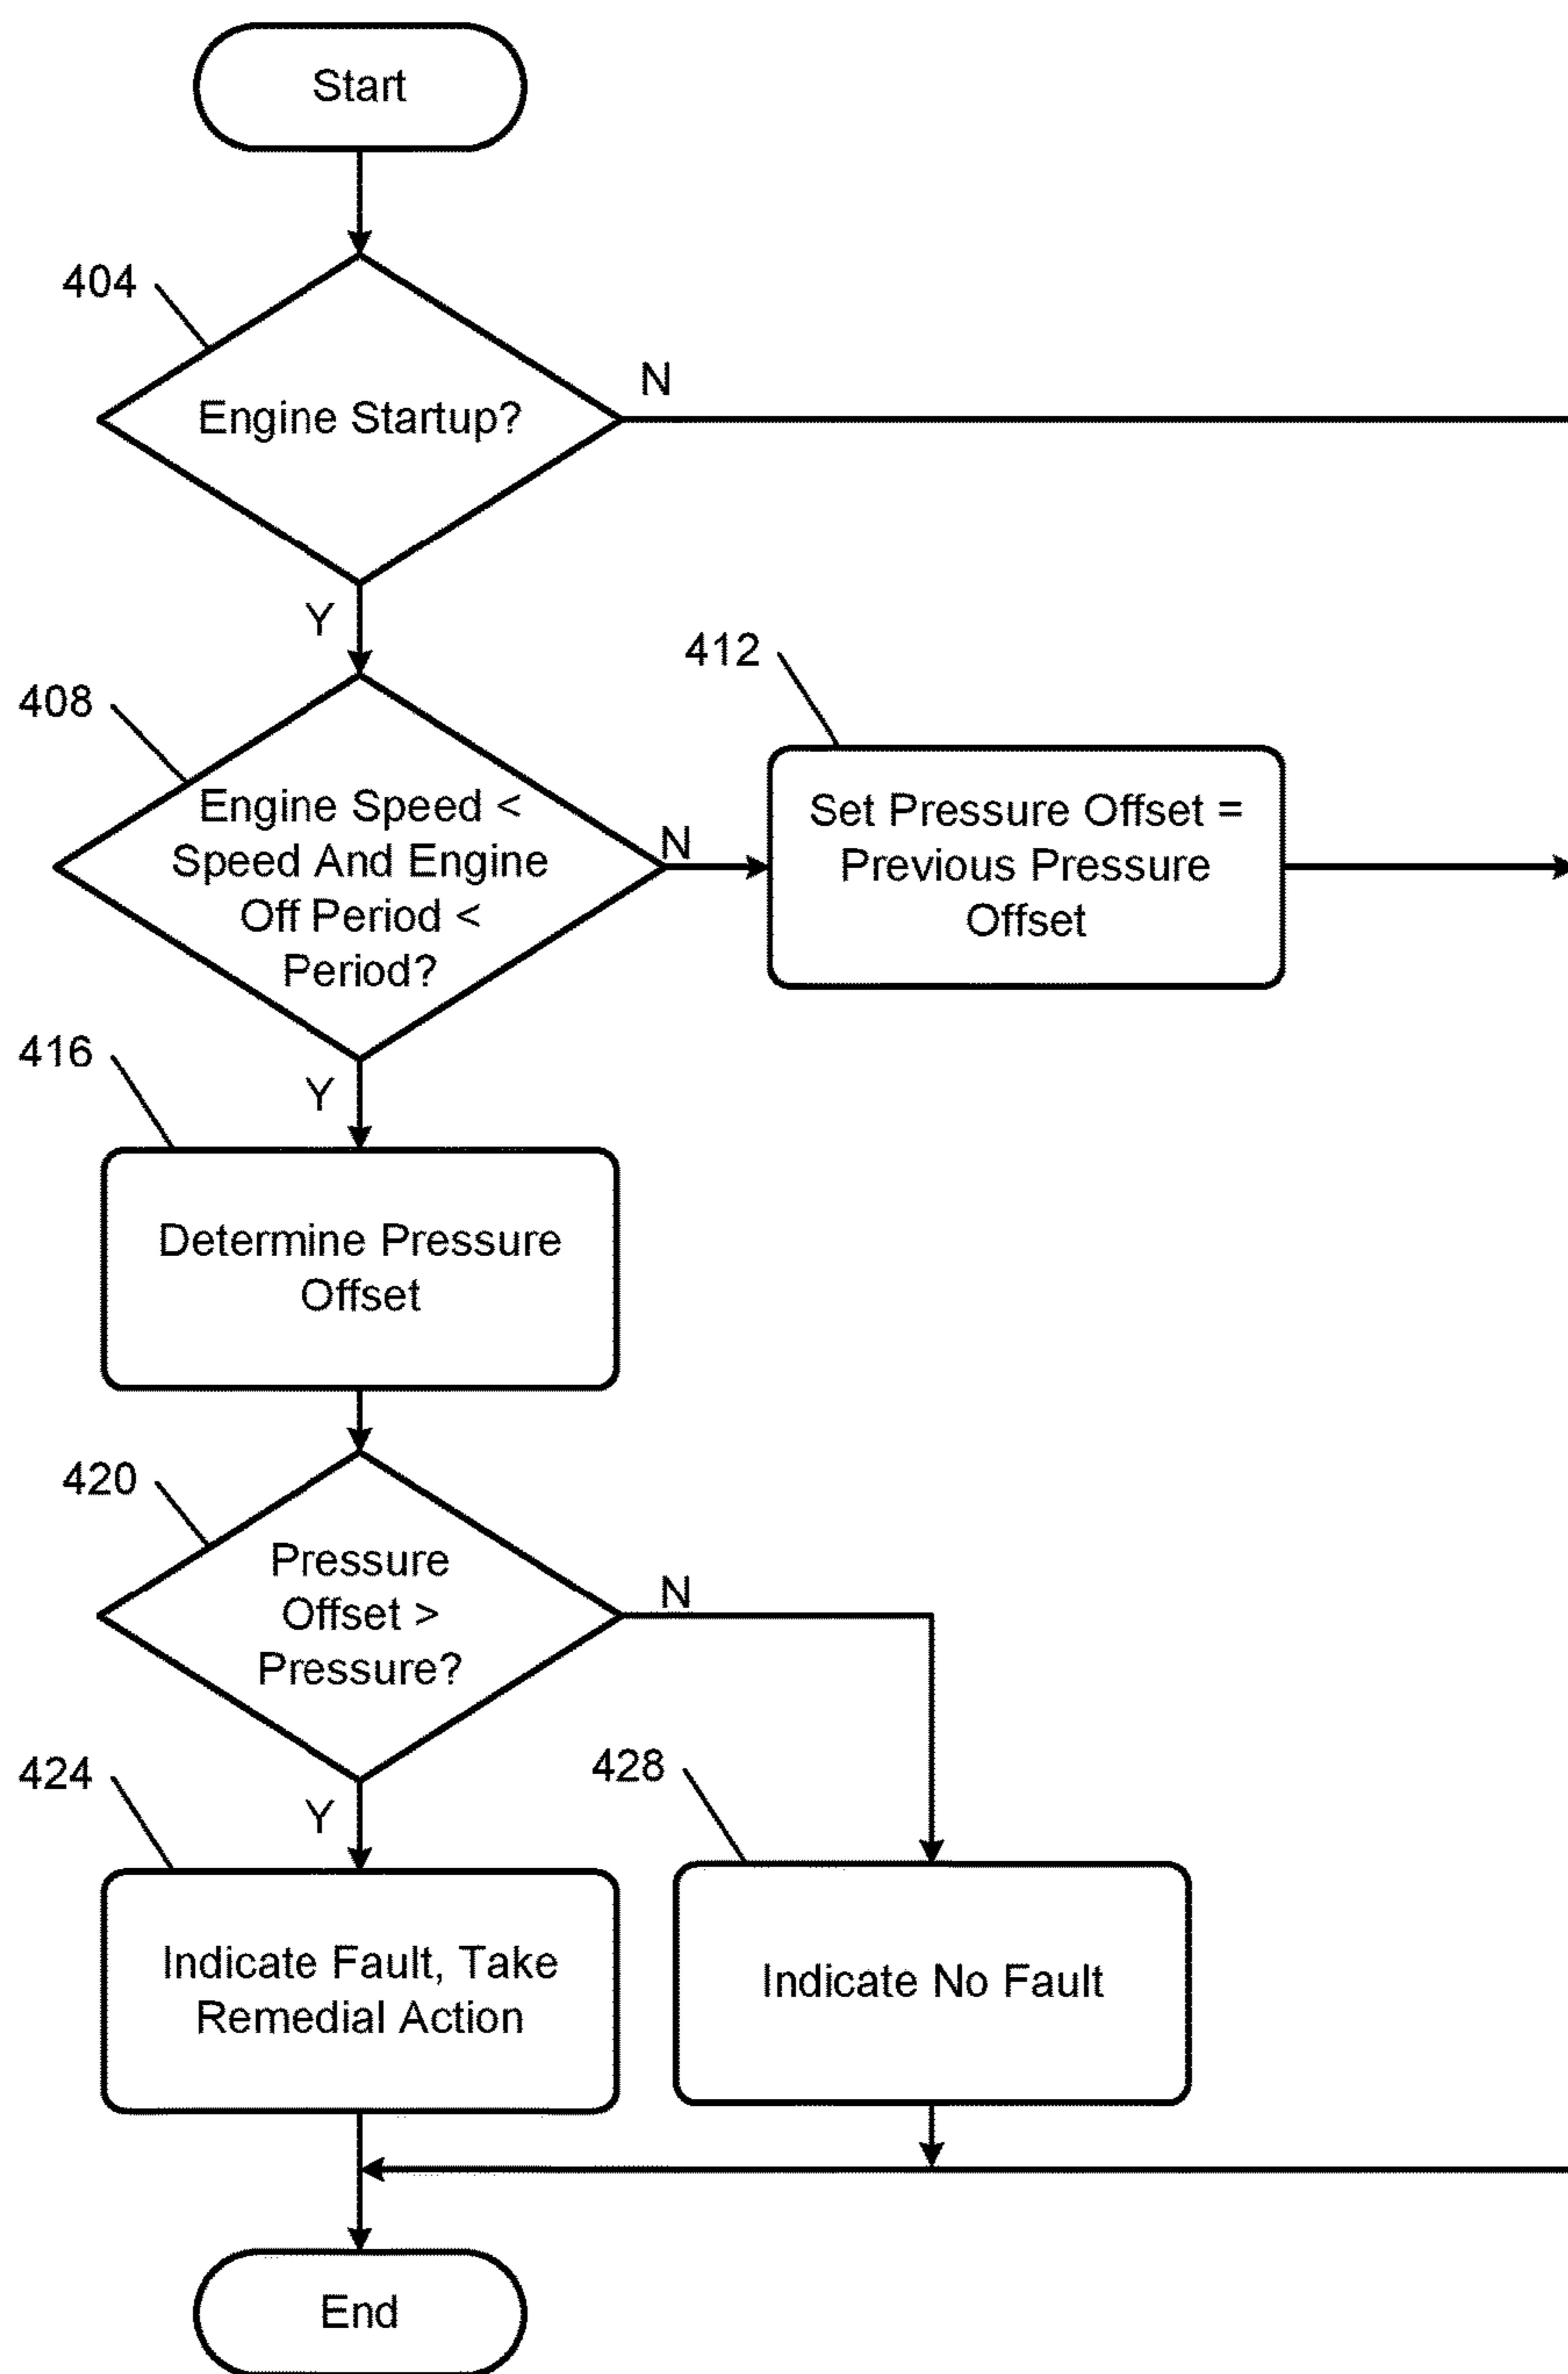 Start
404
Engine Startup?
N
Y
412
408
Engine Speed <
Speed And Engine
Off Period <
Period?
N
Set Pressure Offset =
Previous Pressure
Offset
416
Y
Determine Pressure
Offset
420
Pressure
Offset >
Pressure?
N
424
Y
428
Indicate Fault, Take
Remedial Action
Indicate No Fault
End